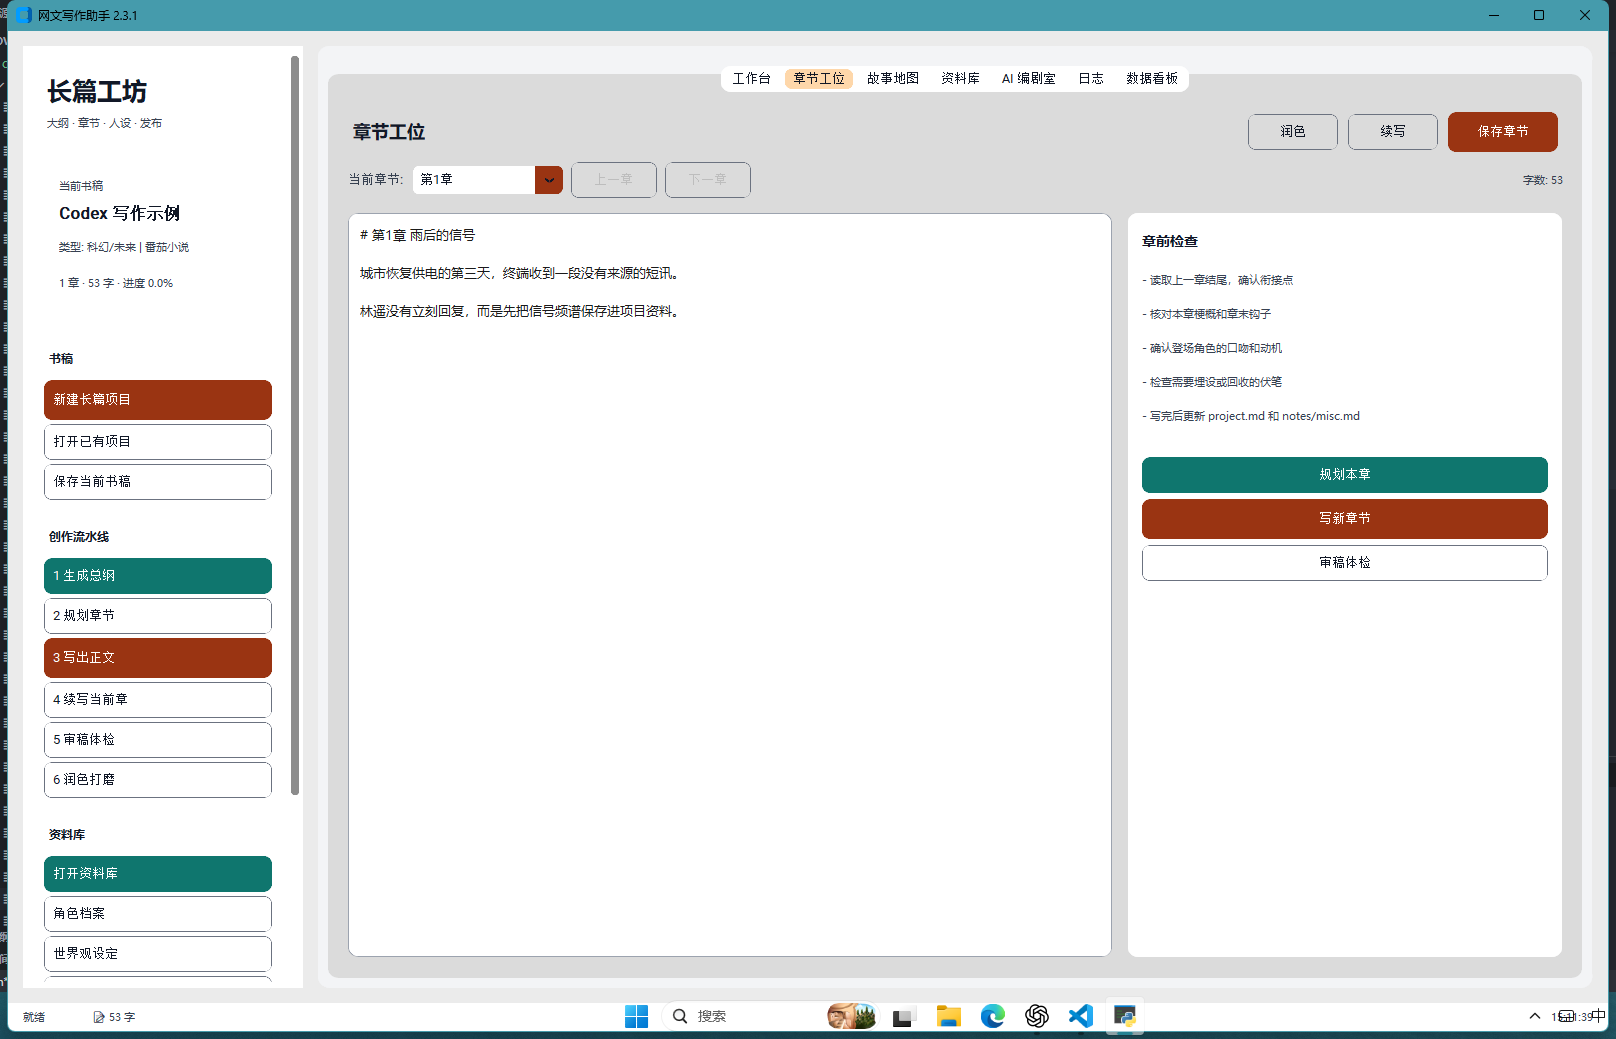 网文写作助手 2.3.1
长篇工坊
大纲 · 章节 · 人设 · 发布
当前书稿
Codex 写作示例
类型: 科幻/未来 | 番茄小说
1 章 · 53 字 · 进度 0.0%
书稿
新建长篇项目
打开已有项目
保存当前书稿
创作流水线
1 生成总纲
2 规划章节
3 写出正文
4 续写当前章
5 审稿体检
6 润色打磨
资料库
打开资料库
角色档案
世界观设定
工作台 章节工位 故事地图 资料库 AI 编剧室 日志 数据看板
章节工位
润色 续写 保存章节
当前章节: 第1章 上一章 下一章
字数: 53
# 第1章 雨后的信号
城市恢复供电的第三天，终端收到一段没有来源的短讯。
林遥没有立刻回复，而是先把信号频谱保存进项目资料。
章前检查
- 读取上一章结尾，确认衔接点
- 核对本章梗概和章末钩子
- 确认登场角色的口吻和动机
- 检查需要埋设或回收的伏笔
- 写完后更新 project.md 和 notes/misc.md
规划本章
写新章节
审稿体检
就绪 53 字
搜索
中